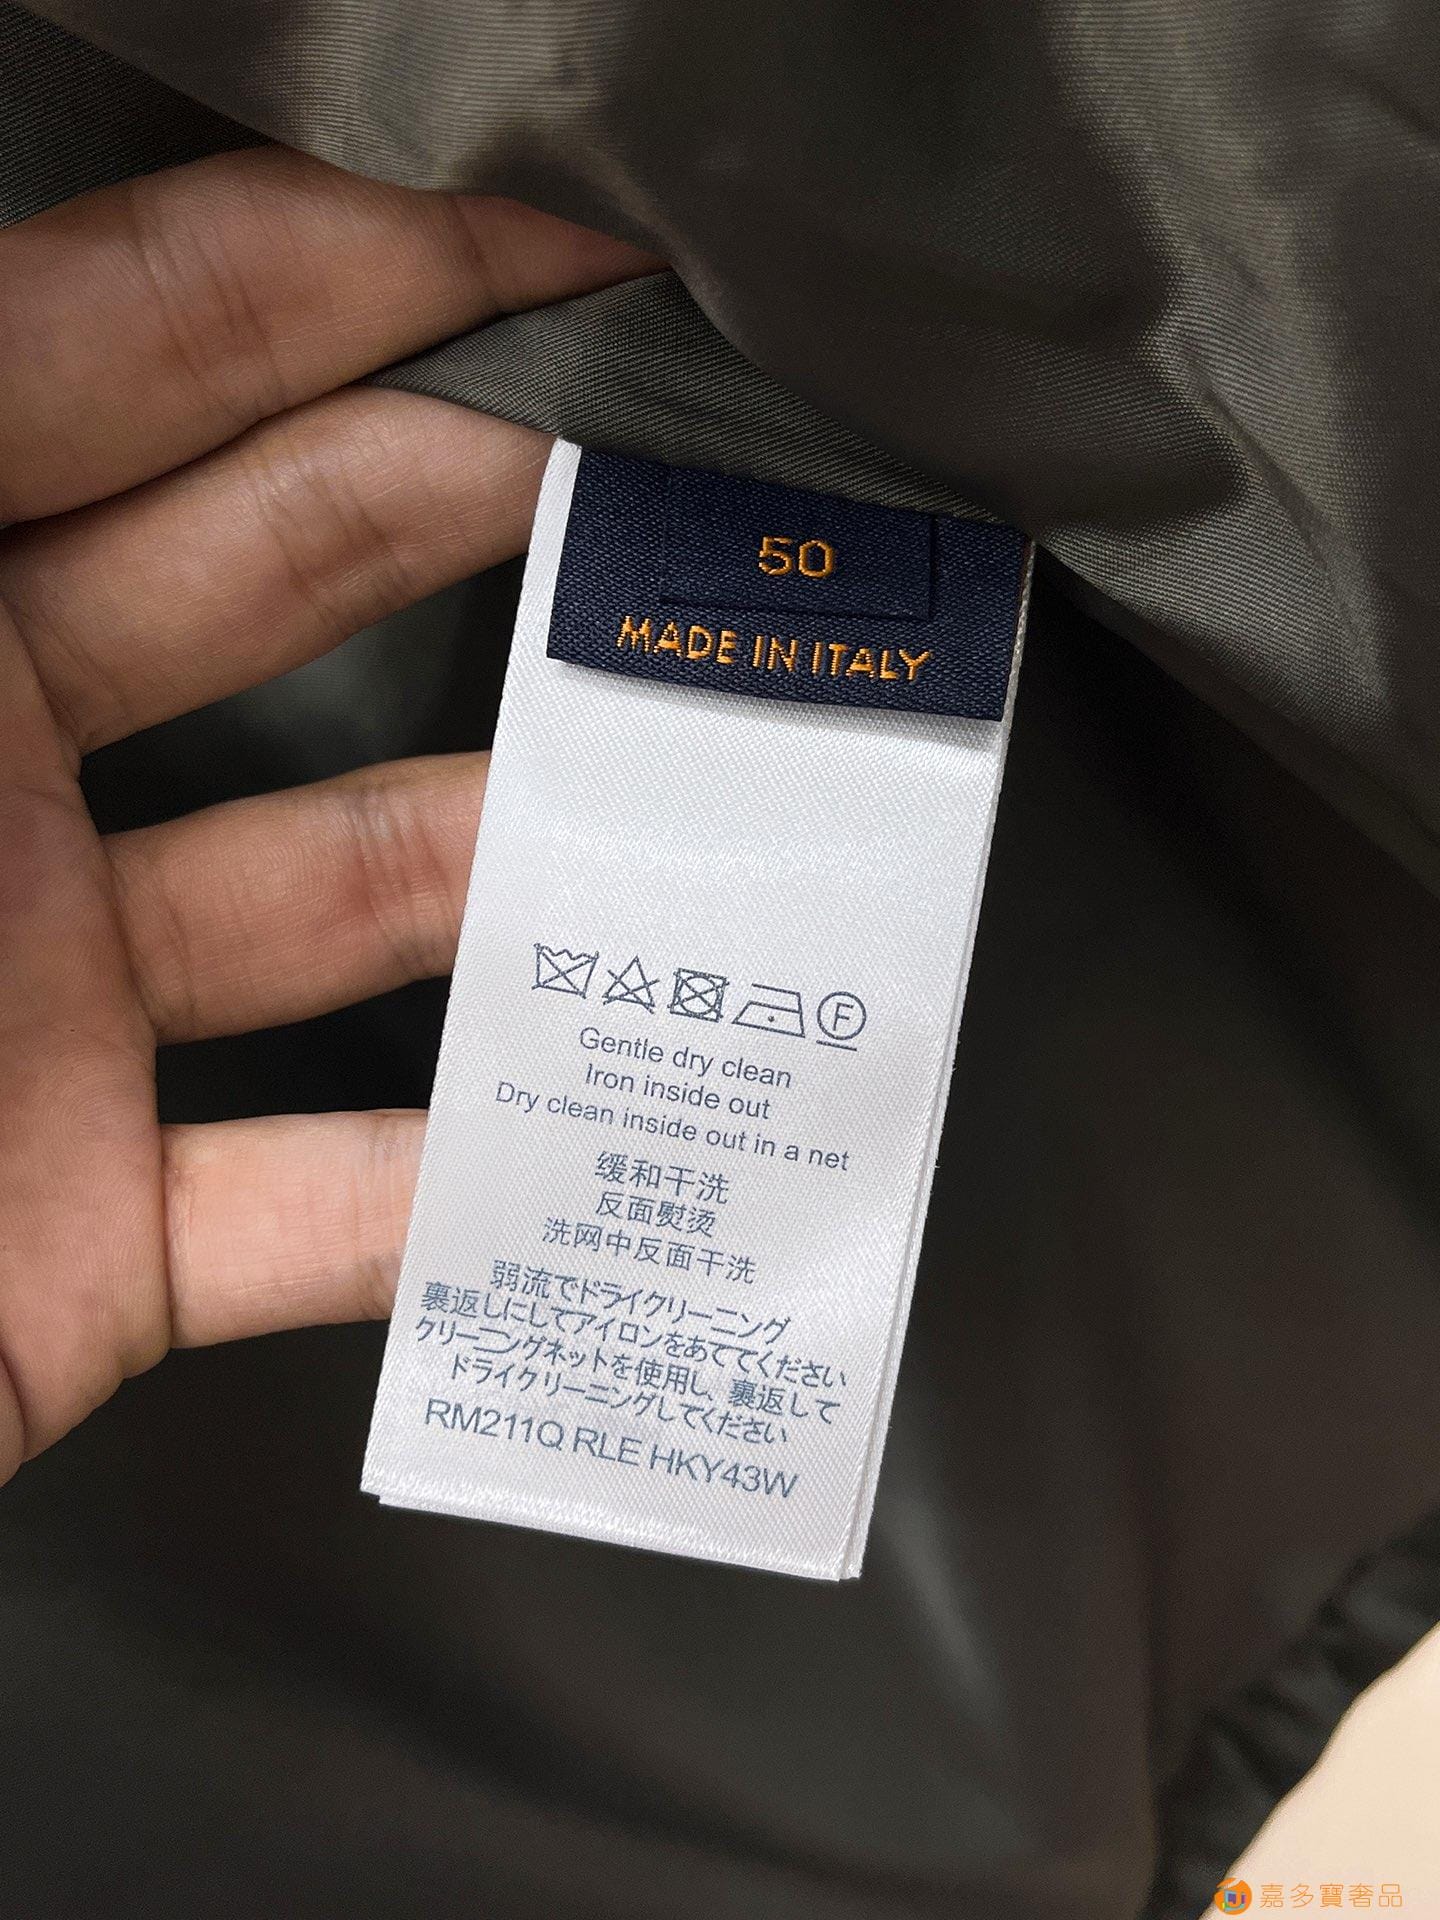 50
MADE IN ITALY
F
Gentle dry clean
Iron inside out
Dry clean inside out in a net
缓和干洗
反面熨烫
洗网中反面干洗
弱流でドライクリーニング
裏返しにしてアイロンをあててください
クリーニングネットを使用し、裏返して
ドライクリーニングしてください
RM211Q RLE HKY43W
嘉多寶奢品